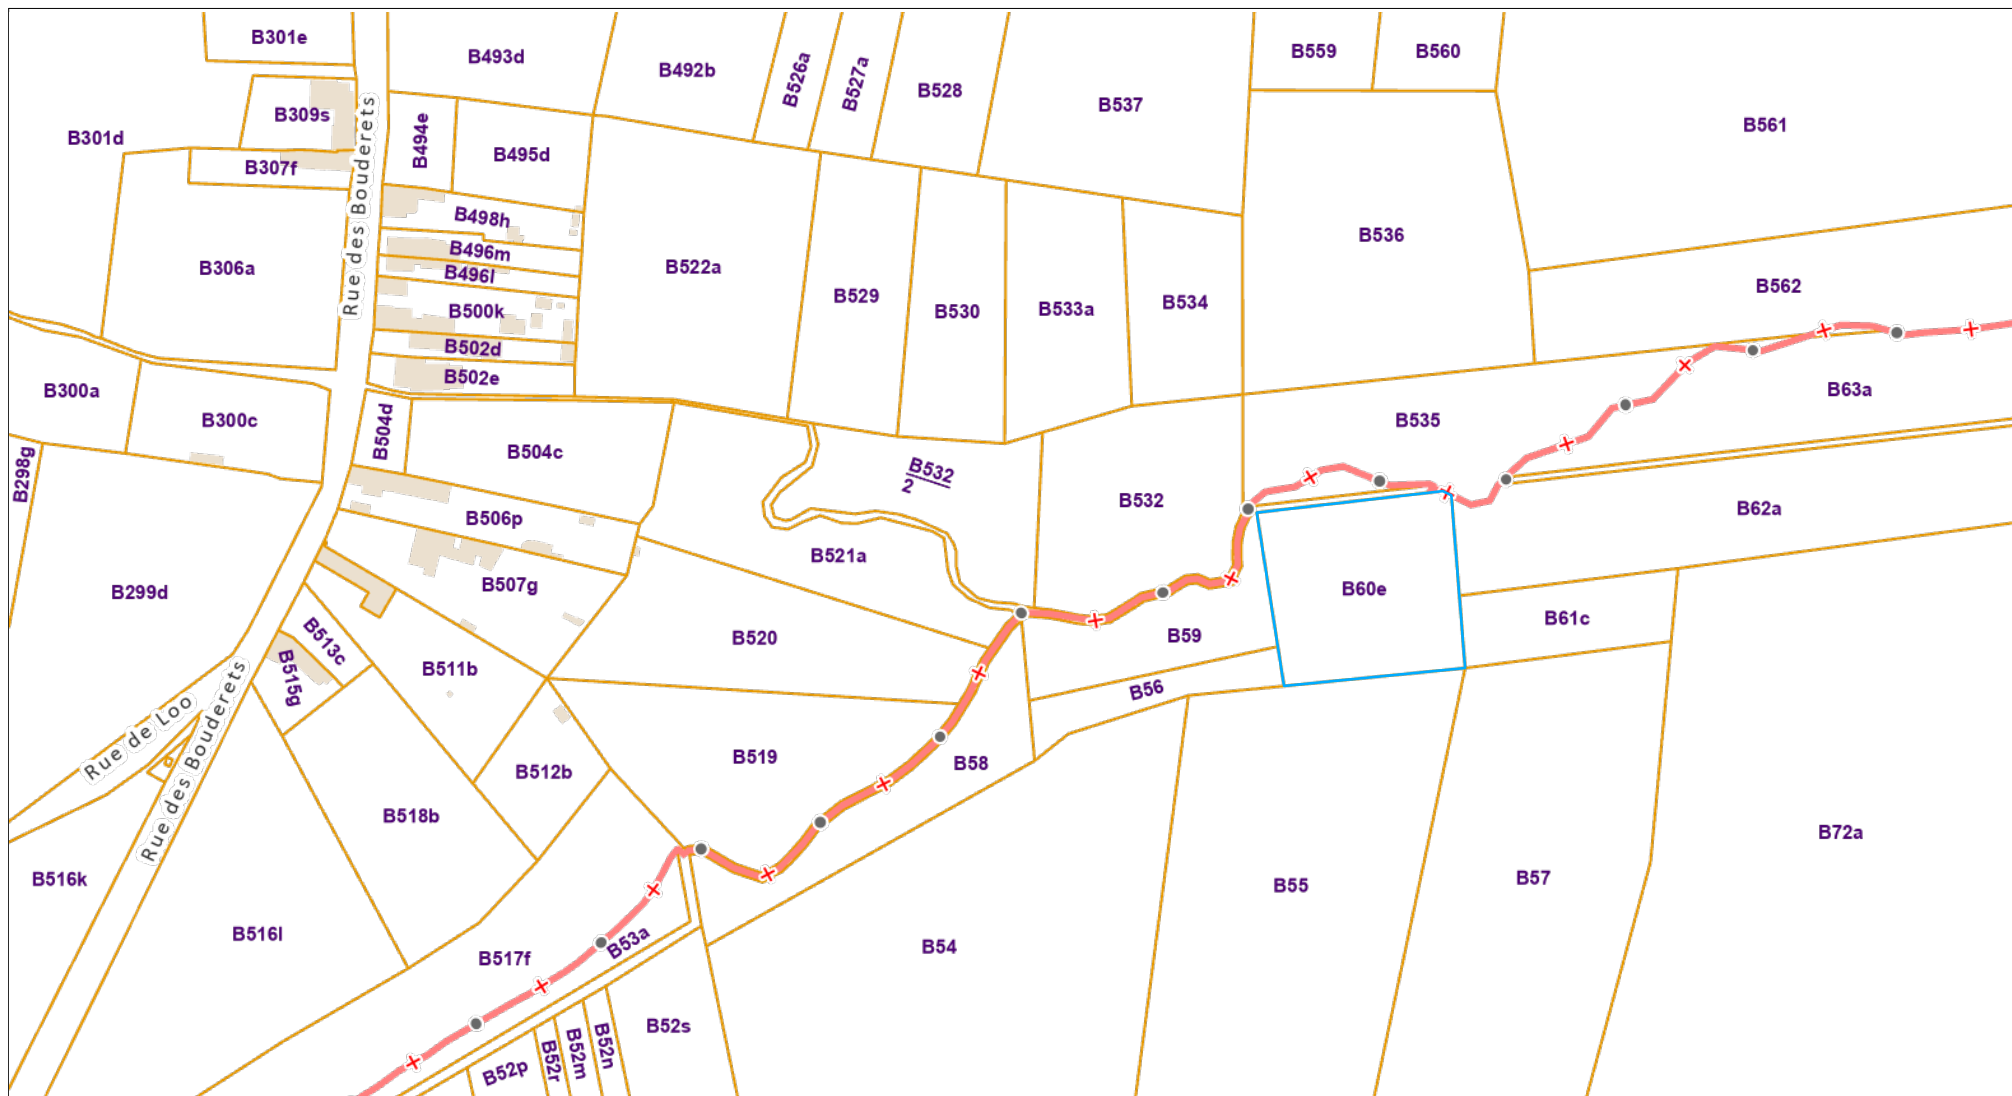 B301e
B493d
B492b
B526a
B527a
B528
B537
B559
B560
B561
B301d
B309s
B307f
B494e
B495d
Rue des Bouderets
B498h
B496m
B496l
B500k
B502d
B502e
B306a
B522a
B529
B530
B533a
B534
B536
B562
B300a
B300c
B504d
B504c
B532
2
B532
B535
B63a
B298g
B299d
B506p
B507g
B521a
B62a
B60e
B61c
B59
B56
B520
B513c
B515g
B511b
B512b
B519
B58
Rue de Loo
Rue des Bouderets
B518b
B516k
B516l
B517f
B53a
B54
B55
B57
B72a
B52s
B52n
B52m
B52r
B52p